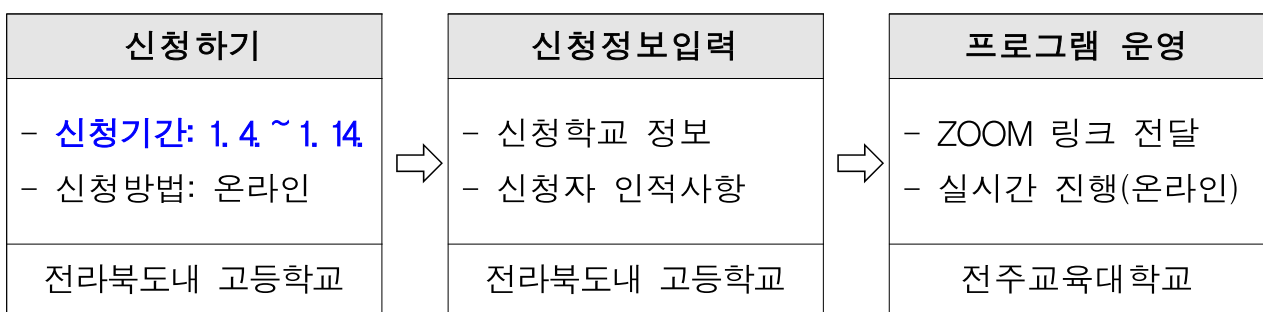 신청하기
- 신청기간: 1. 4. ~ 1. 14.
- 신청방법: 온라인
전라북도내 고등학교
신청정보입력
- 신청학교 정보
- 신청자 인적사항
전라북도내 고등학교
프로그램 운영
- ZOOM 링크 전달
- 실시간 진행(온라인)
전주교육대학교